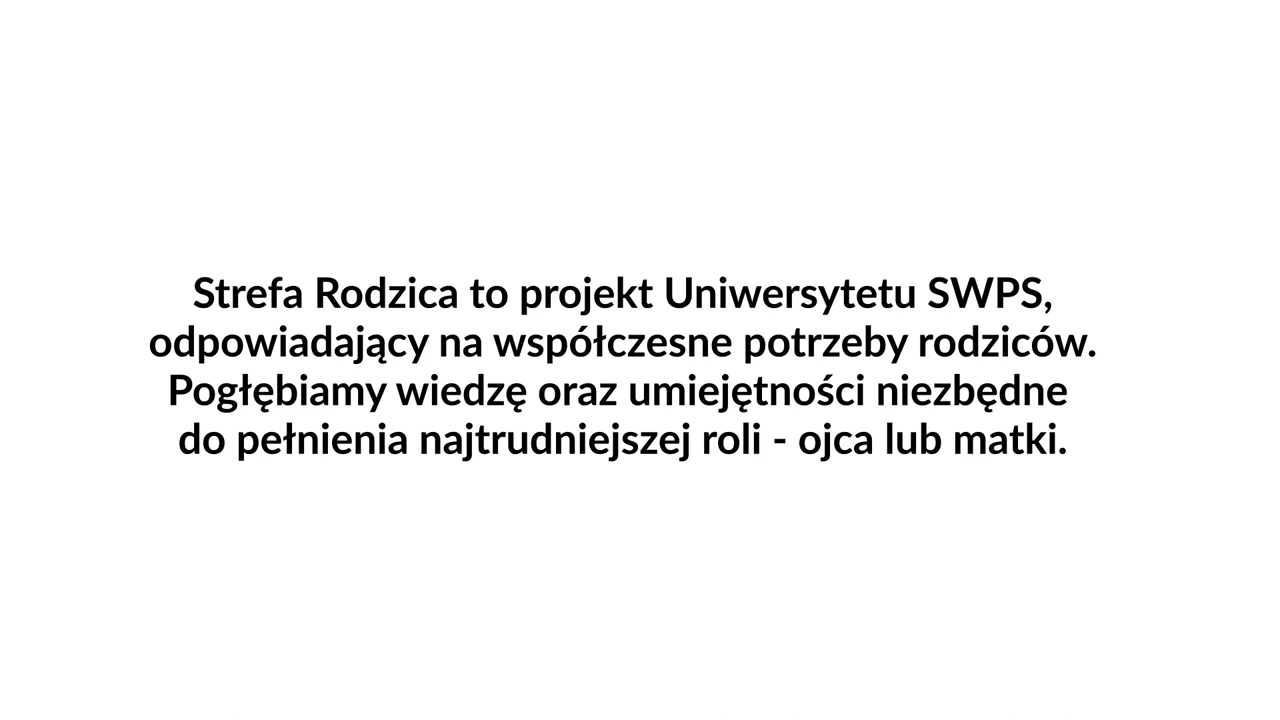 Strefa Rodzica to projekt Uniwersytetu SWPS,
odpowiadający na współczesne potrzeby rodziców.
Pogłębiamy wiedzę oraz umiejętności niezbędne
do pełnienia najtrudniejszej roli - ojca lub matki.